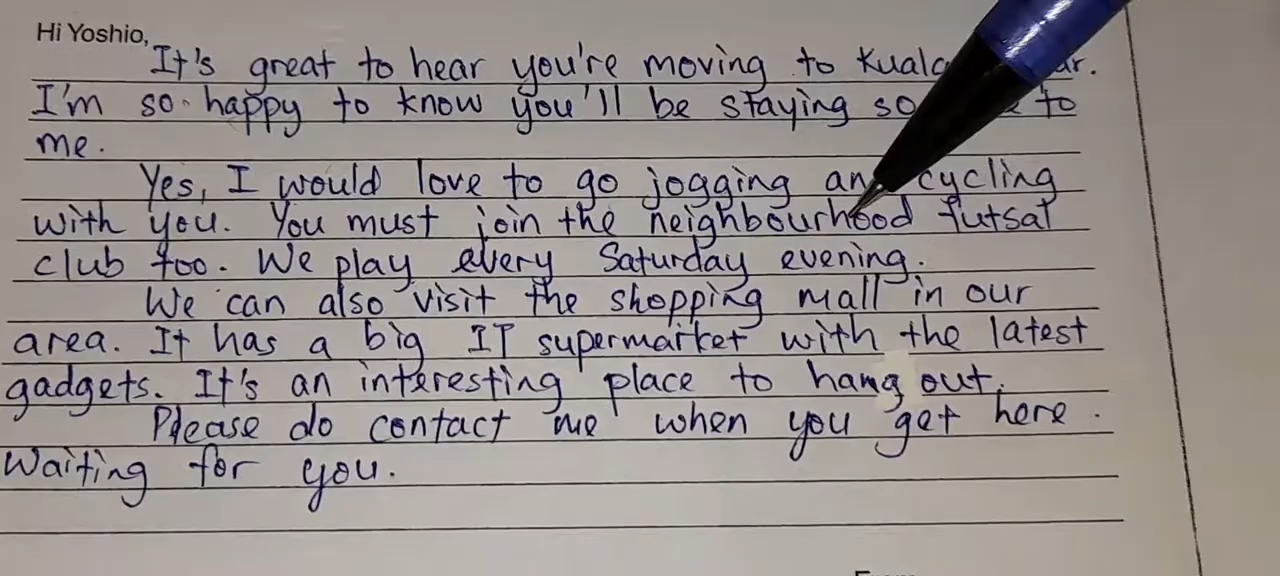 Hi Yoshio,
It's great to hear you're moving to
I'm so happy to know you'll be staying so to
me.
Yes, I would love to go jogging cycling
with you. You must join the neighbourhood futsal
club too. We play every Saturday evening.
We can also visit the shopping mall in our
area. It has a big IT supermarket with the latest
gadgets. It's an interesting place to hang out.
Please do contact me when you get here.
Waiting for you.